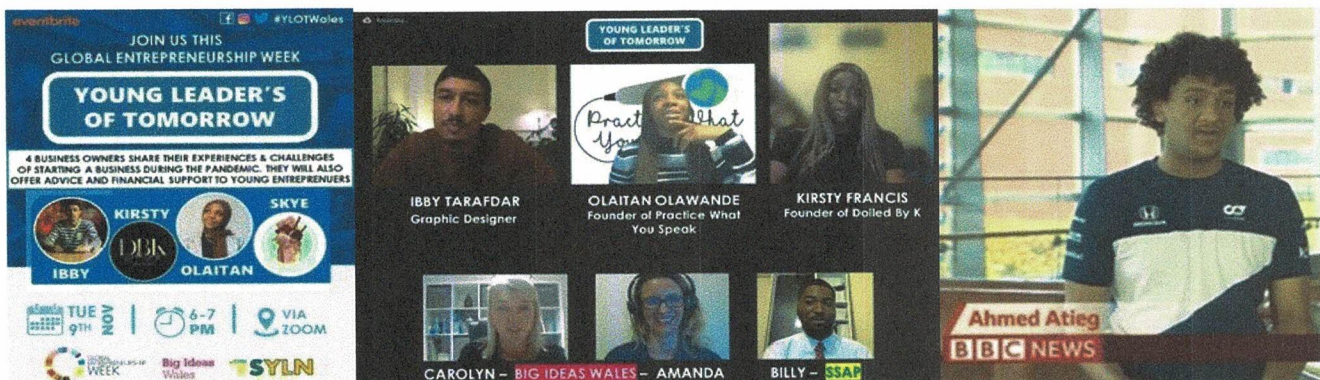 eventbrite
#YLOTWales
JOIN US THIS
GLOBAL ENTREPRENEURSHIP WEEK
YOUNG LEADER'S
OF TOMORROW
4 BUSINESS OWNERS SHARE THEIR EXPERIENCES & CHALLENGES
OF STARTING A BUSINESS DURING THE PANDEMIC. THEY WILL ALSO
OFFER ADVICE AND FINANCIAL SUPPORT TO YOUNG ENTREPRENUERS
KIRSTY
SKYE
DBK
IBBY
OLAITAN
TUE
9TH
NOV
6-7
PM
VIA
ZOOM
GLOBAL
ENTREPRENEURSHIP
WEEK
Big Ideas
Wales
SYLN
YOUNG LEADER'S
OF TOMORROW
Pract What
You
IBBY TARAFDAR
Graphic Designer
OLAITAN OLAWANDE
Founder of Practice What
You Speak
KIRSTY FRANCIS
Founder of Dolled By K
CAROLYN – BIG IDEAS WALES – AMANDA
BILLY – SSAP
HONDA
Ahmed Atieg
BBC NEWS